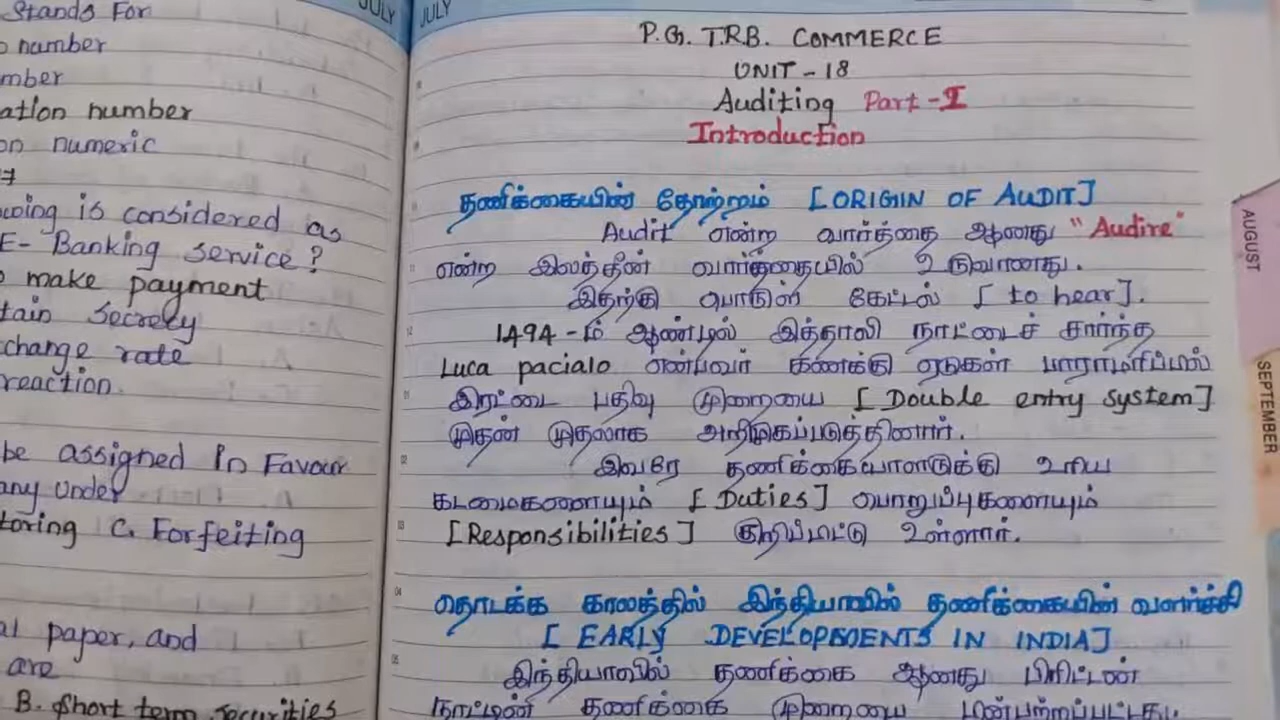 Stands For
number
mber
ation number
on numeric
wing is considered as
E- Banking service?
make payment
tain secrecy
change rate
reaction.
be assigned in Favour
any under
toring C. Forfeiting
al paper, and
are
B. Short term securities
JULY
JULY
P.G. T.R.B. COMMERCE
UNIT - 18
Auditing Part-I
Introduction
தணிக்கையின் தோற்றம் [ORIGIN OF AUDIT]
Audit என்ற வார்த்தை ஆனது "Audire"
என்ற இலத்தீன் வார்த்தையில் உருவானது.
இதற்கு பொருள் கேட்டல் [to hear].
1494-ம் ஆண்டில் இத்தாலி நாட்டைச் சார்ந்த
Luca pacialo என்பவர் கணக்கு ஏடுகள் பராமரிப்பில்
இரட்டை பதிவு முறையை [Double entry system]
முதன் முதலாக அறிமுகப்படுத்தினார்.
இவரே தணிக்கையாளருக்கு உரிய
கடமைகளையும் [Duties] பொறுப்புகளையும்
[Responsibilities] குறிப்பிட்டு உள்ளார்.
தொடக்க காலத்தில் இந்தியாவில் தணிக்கையின் வளர்ச்சி
[EARLY DEVELOPMENTS IN INDIA]
இந்தியாவில் தணிக்கை ஆனது பிரிட்டன்
நாட்டின் தணிக்கை முறையை பின்பற்றப்பட்டது.
AUGUST
SEPTEMBER